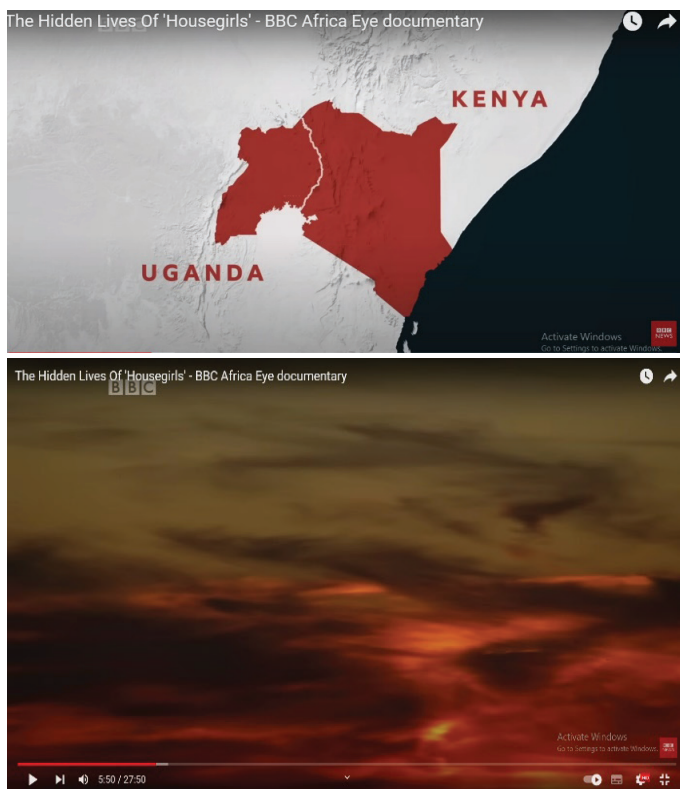 The Hidden Lives Of 'Housegirls' - BBC Africa Eye documentary
BBC
KENYA
UGANDA
Activate Windows
Go to Settings to activate Windows.
BBC
NEWS
The Hidden Lives Of 'Housegirls' - BBC Africa Eye documentary
BBC
Activate Windows
Go to Settings to activate Windows.
5:50 / 27:50
HD